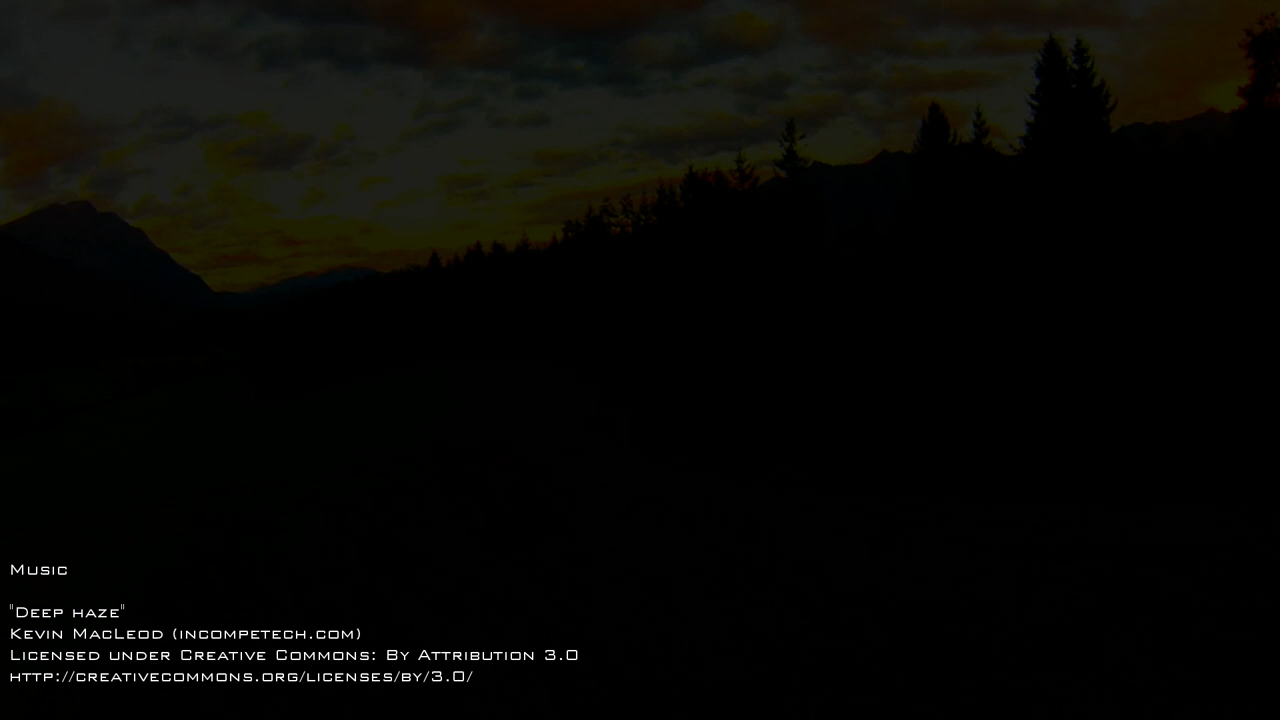 Music
"Deep haze"
Kevin MacLeod (incompetech.com)
Licensed under Creative Commons: By Attribution 3.0
http://creativecommons.org/licenses/by/3.0/